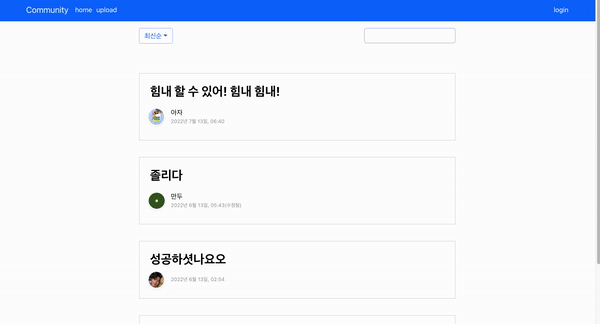 Community home upload login
최신순
힘내 할 수 있어! 힘내 힘내!
아자
2022년 7월 13일, 06:40
졸리다
만두
2022년 6월 13일, 05:43(수정됨)
성공하셧나요오
2022년 6월 13일, 02:54